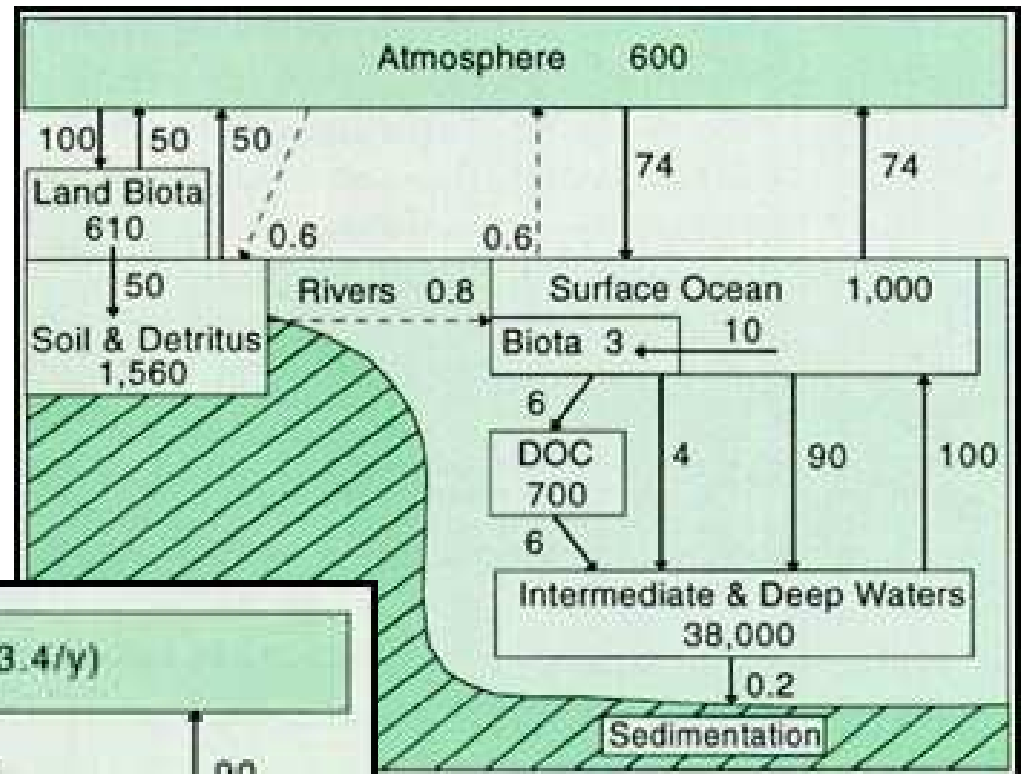 Atmosphere 600
100 50 50
74 74
Land Biota
610
0.6 0.6
50
Rivers 0.8
Surface Ocean 1,000
Soil & Detritus
1,560
Biota 3
10
6
DOC
700
4 90 100
6
Intermediate & Deep Waters
38,000
0.2
Sedimentation
3.4/y)